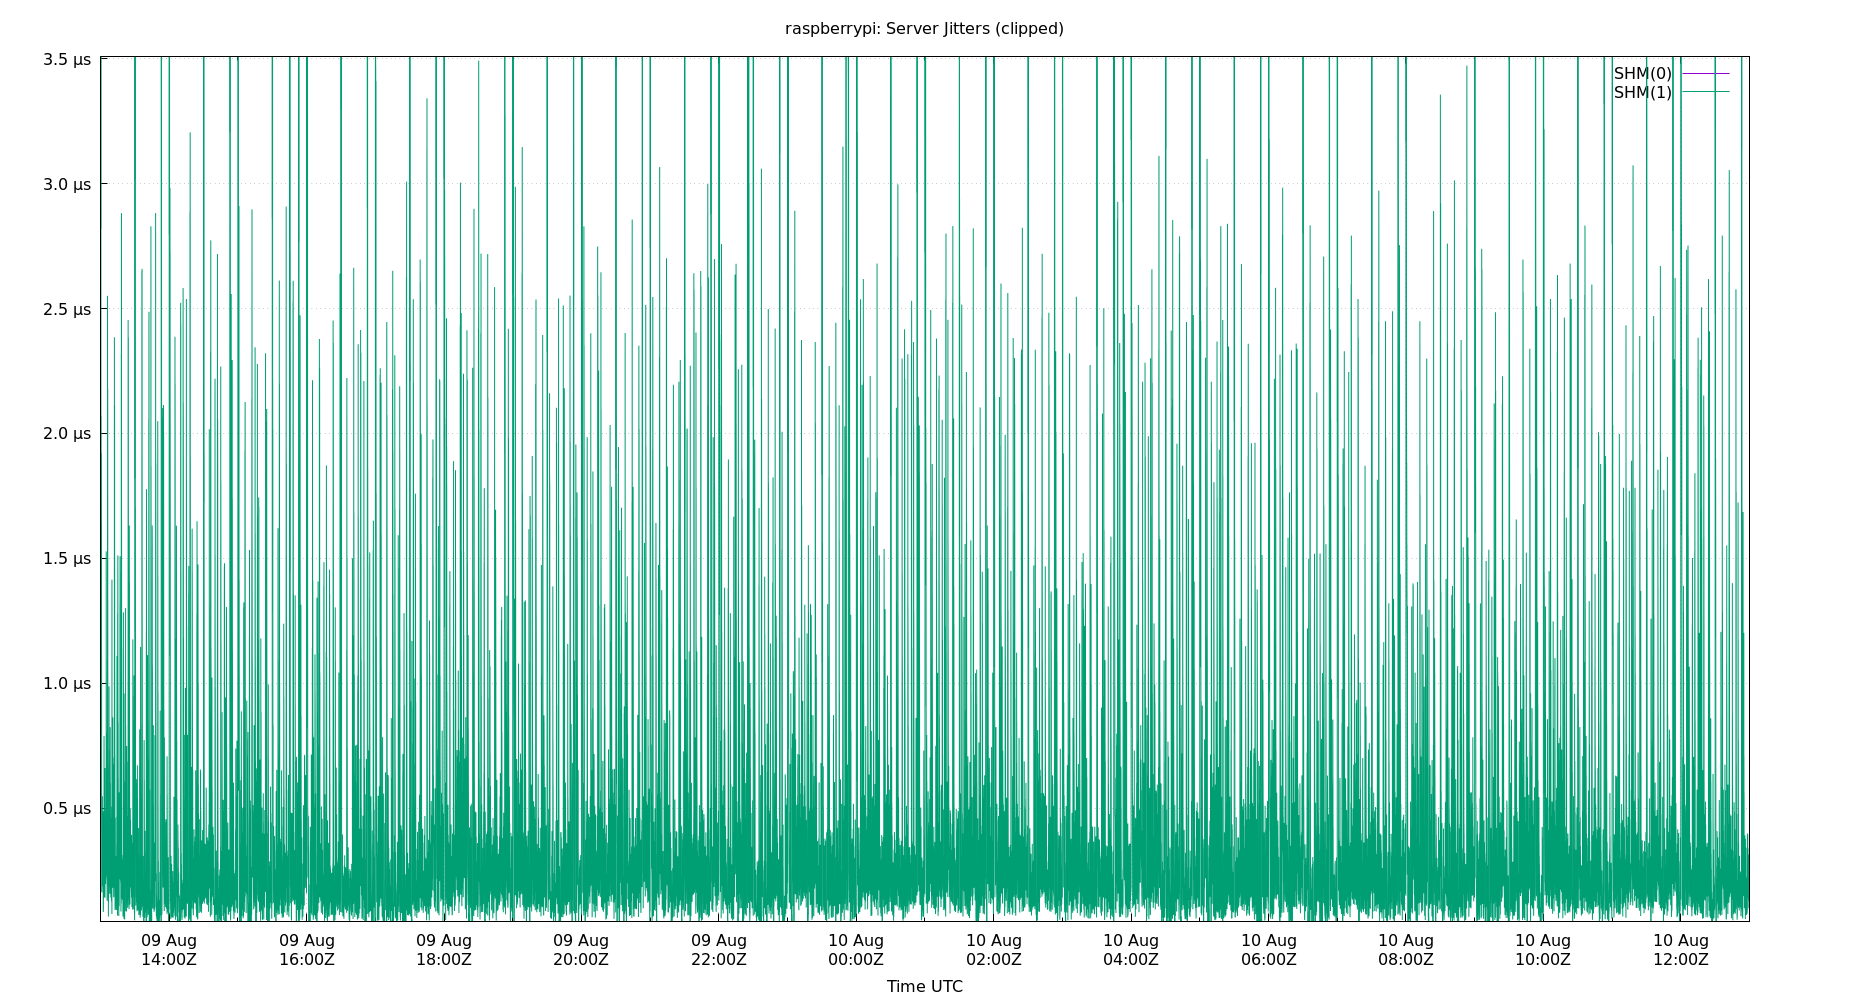 raspberrypi: Server Jitters (clipped)
3.5 µs
3.0 µs
2.5 µs
2.0 µs
1.5 µs
1.0 µs
0.5 µs
SHM(0)
SHM(1)
09 Aug 09 Aug 09 Aug 09 Aug 09 Aug 10 Aug 10 Aug 10 Aug 10 Aug 10 Aug 10 Aug 10 Aug
14:00Z 16:00Z 18:00Z 20:00Z 22:00Z 00:00Z 02:00Z 04:00Z 06:00Z 08:00Z 10:00Z 12:00Z
Time UTC